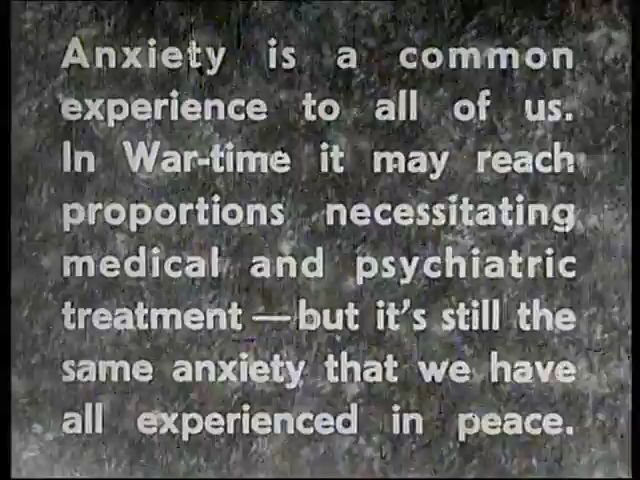 Anxiety is a common
experience to all of us.
In War-time it may reach
proportions necessitating
medical and psychiatric
treatment — but it's still the
same anxiety that we have
all experienced in peace.